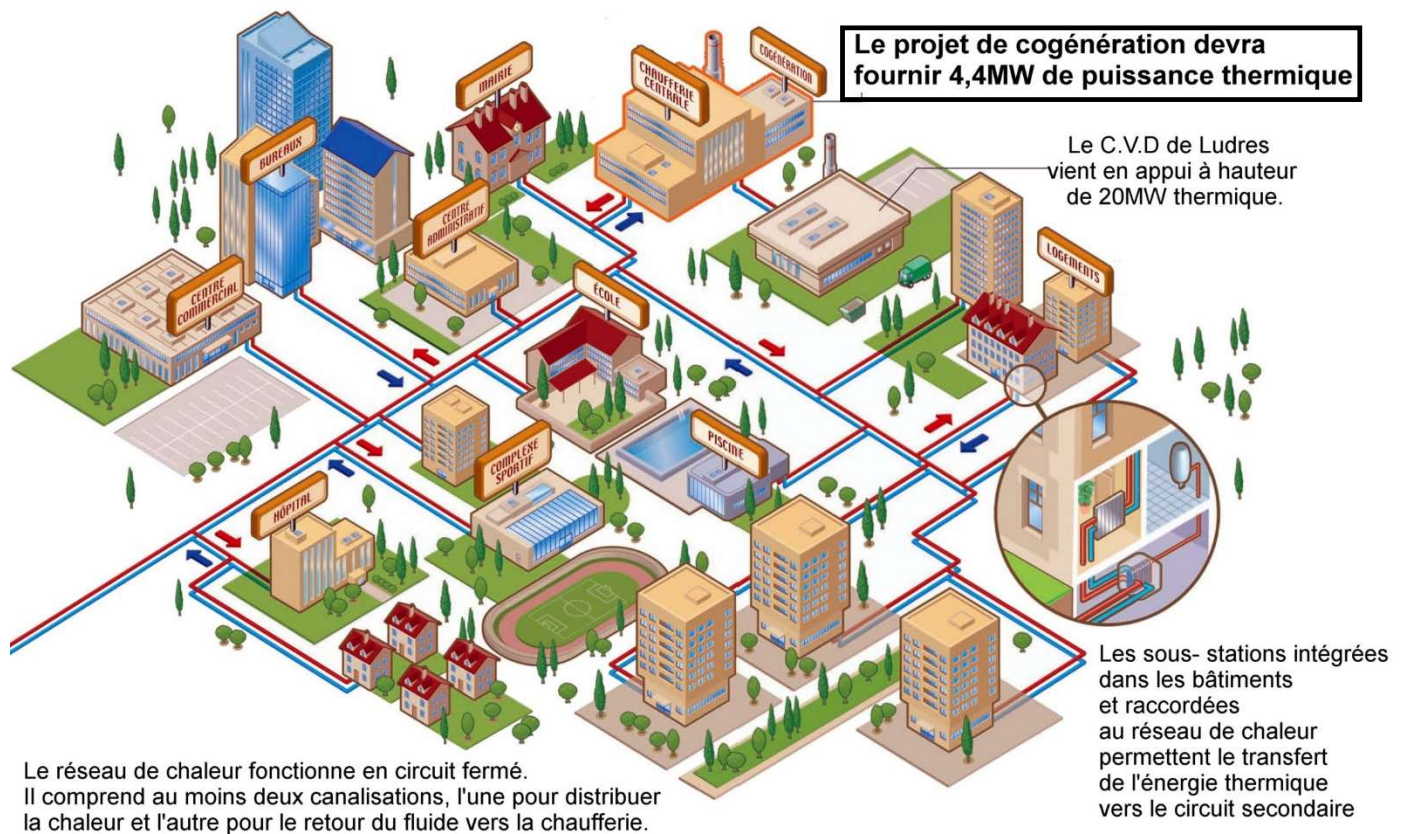 Le projet de cogénération devra
fournir 4,4MW de puissance thermique
COGÉNÉRATION
CHAUFFERIE
CENTRALE
MAIRIE
Le C.V.D de Ludres
vient en appui à hauteur
de 20MW thermique.
BUREAUX
CENTRE
ADMINISTRATIF
LOGEMENTS
CENTRE
COMMERCIAL
ÉCOLE
PISCINE
COMPLEXE
SPORTIF
HÔPITAL
Les sous- stations intégrées
dans les bâtiments
et raccordées
au réseau de chaleur
permettent le transfert
de l'énergie thermique
vers le circuit secondaire
Le réseau de chaleur fonctionne en circuit fermé.
Il comprend au moins deux canalisations, l'une pour distribuer
la chaleur et l'autre pour le retour du fluide vers la chaufferie.